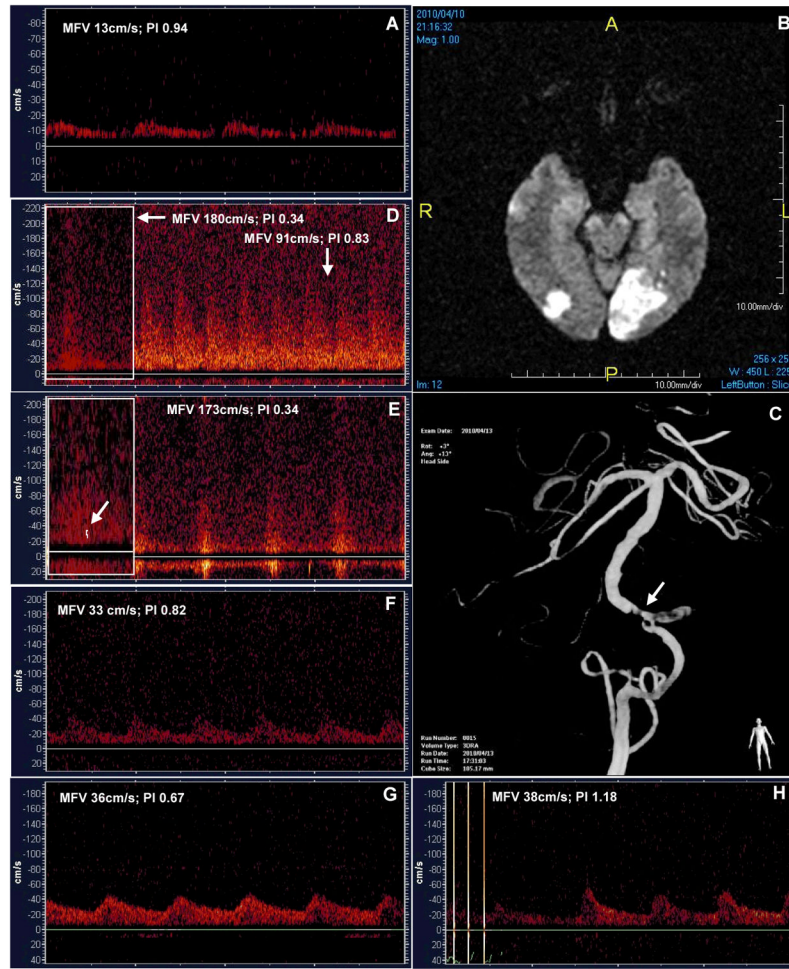 MFV 13cm/s; PI 0.94
A
-80
-70
-60
-50
-40
-30
-20
-10
0
10
20
cm/s
2010/04/10
21:16:32
Mag: 1.00
A
B
R
L
P
10.00mm/div
10.00mm/div
Im: 12
256 x 25
W : 450 L : 225
LeftButton : Slic
D
MFV 180cm/s; PI 0.34
MFV 91cm/s; PI 0.83
-220
-200
-180
-160
-140
-120
-100
-80
-60
-40
-20
0
cm/s
E
MFV 173cm/s; PI 0.34
-200
-180
-160
-140
-120
-100
-80
-60
-40
-20
0
20
cm/s
C
Exam Date: 2010/04/13
Rot: +3°
Ang: +13°
Head Side
Run Number: 0015
Volume Type: 3DRA
Run Date: 2010/04/13
Run Time: 17:31:03
Cube Size: 105.17 mm
F
MFV 33 cm/s; PI 0.82
-200
-180
-160
-140
-120
-100
-80
-60
-40
-20
0
20
cm/s
G
MFV 36cm/s; PI 0.67
-180
-160
-140
-120
-100
-80
-60
-40
-20
0
20
40
cm/s
H
MFV 38cm/s; PI 1.18
-180
-160
-140
-120
-100
-80
-60
-40
-20
0
20
40
cm/s